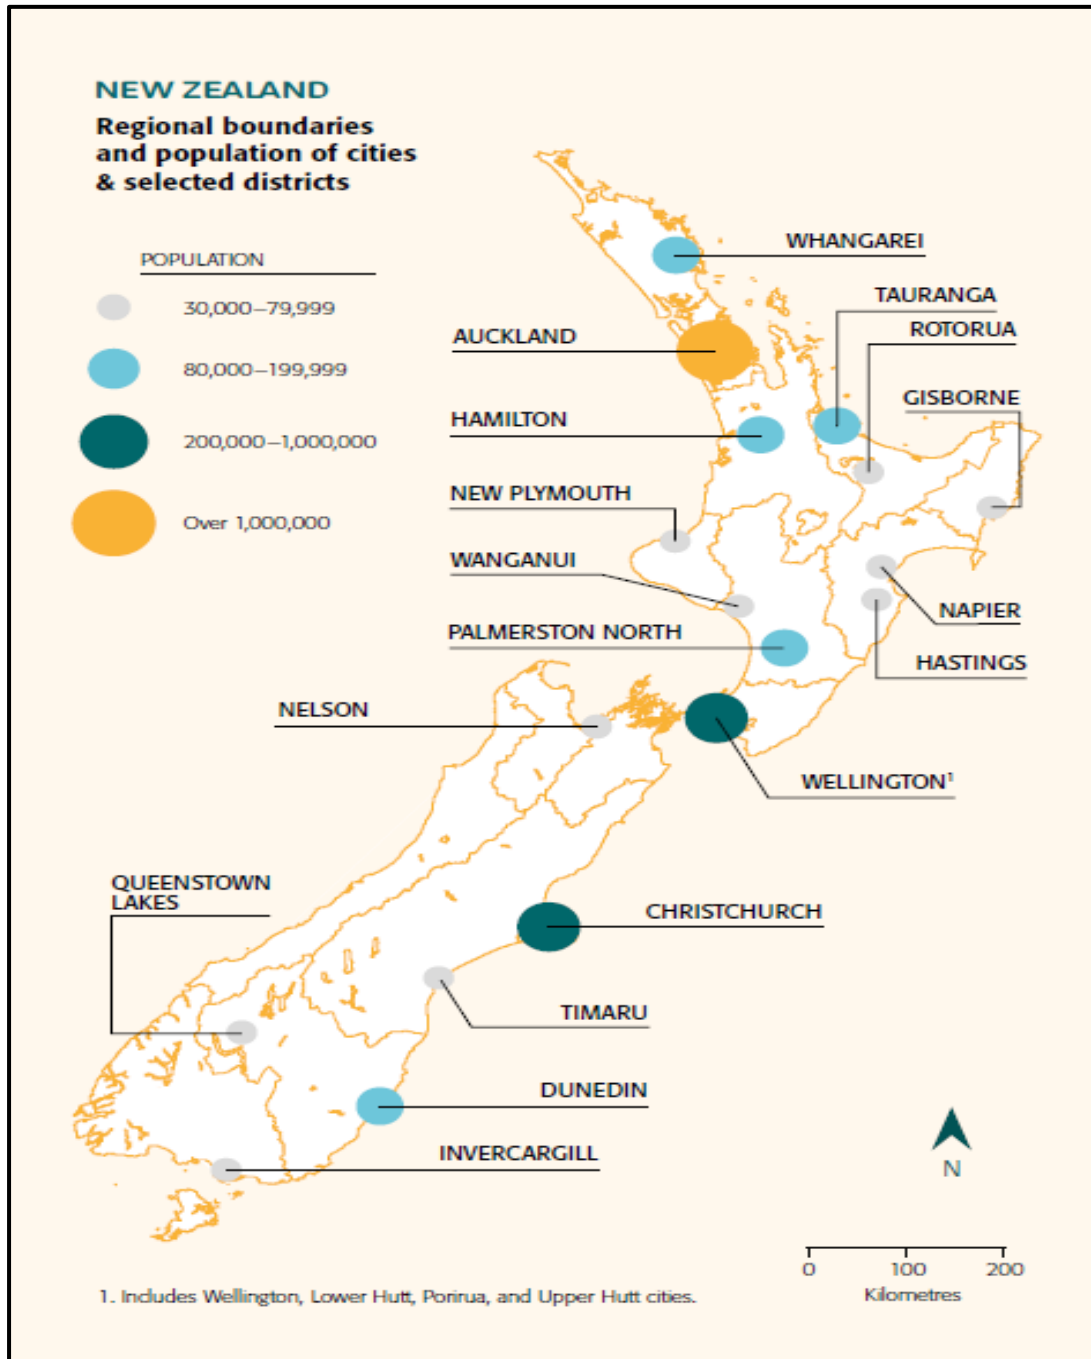 NEW ZEALAND
Regional boundaries
and population of cities
& selected districts
POPULATION
30,000–79,999
80,000–199,999
200,000–1,000,000
Over 1,000,000
WHANGAREI
TAURANGA
AUCKLAND
ROTORUA
GISBORNE
HAMILTON
NEW PLYMOUTH
WANGANUI
NAPIER
PALMERSTON NORTH
HASTINGS
NELSON
WELLINGTON¹
QUEENSTOWN
LAKES
CHRISTCHURCH
TIMARU
DUNEDIN
INVERCARGILL
N
0 100 200
Kilometres
1. Includes Wellington, Lower Hutt, Porirua, and Upper Hutt cities.